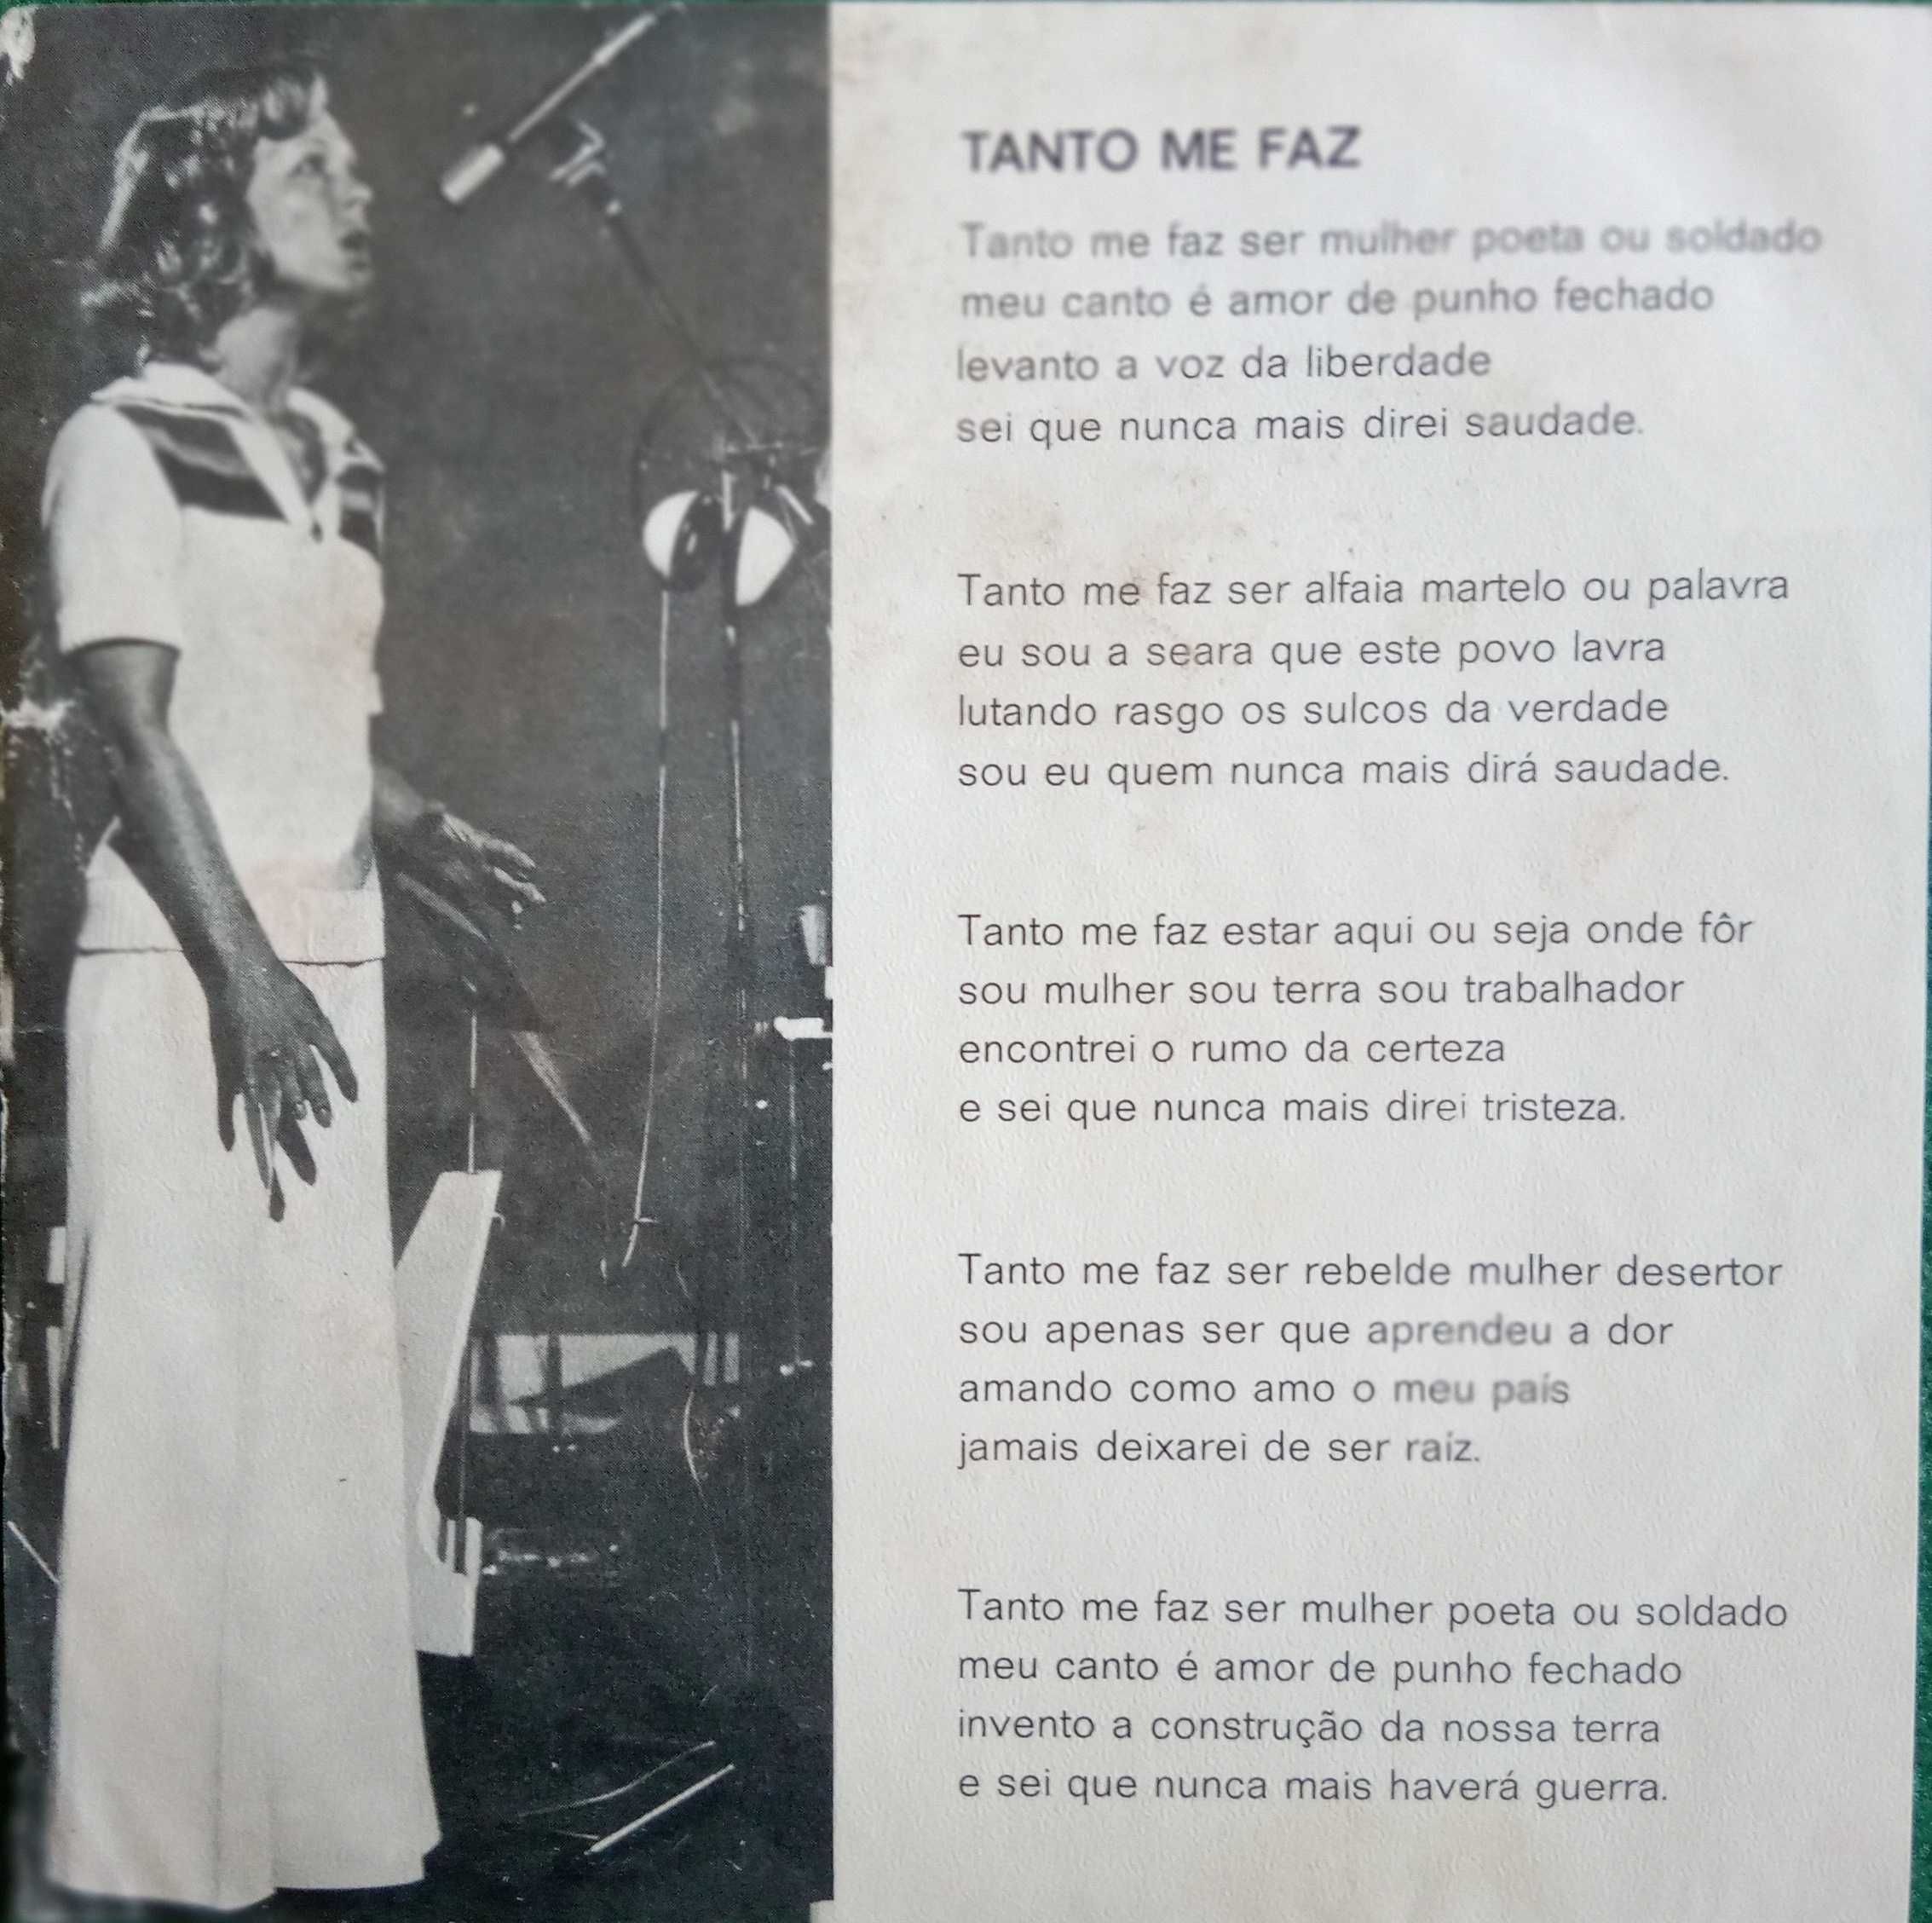 TANTO ME FAZ
Tanto me faz ser mulher poeta ou soldado
meu canto é amor de punho fechado
levanto a voz da liberdade
sei que nunca mais direi saudade.
Tanto me faz ser alfaia martelo ou palavra
eu sou a seara que este povo lavra
lutando rasgo os sulcos da verdade
sou eu quem nunca mais dirá saudade.
Tanto me faz estar aqui ou seja onde fôr
sou mulher sou terra sou trabalhador
encontrei o rumo da certeza
e sei que nunca mais direi tristeza.
Tanto me faz ser rebelde mulher desertor
sou apenas ser que aprendeu a dor
amando como amo o meu país
jamais deixarei de ser raíz.
Tanto me faz ser mulher poeta ou soldado
meu canto é amor de punho fechado
invento a construção da nossa terra
e sei que nunca mais haverá guerra.